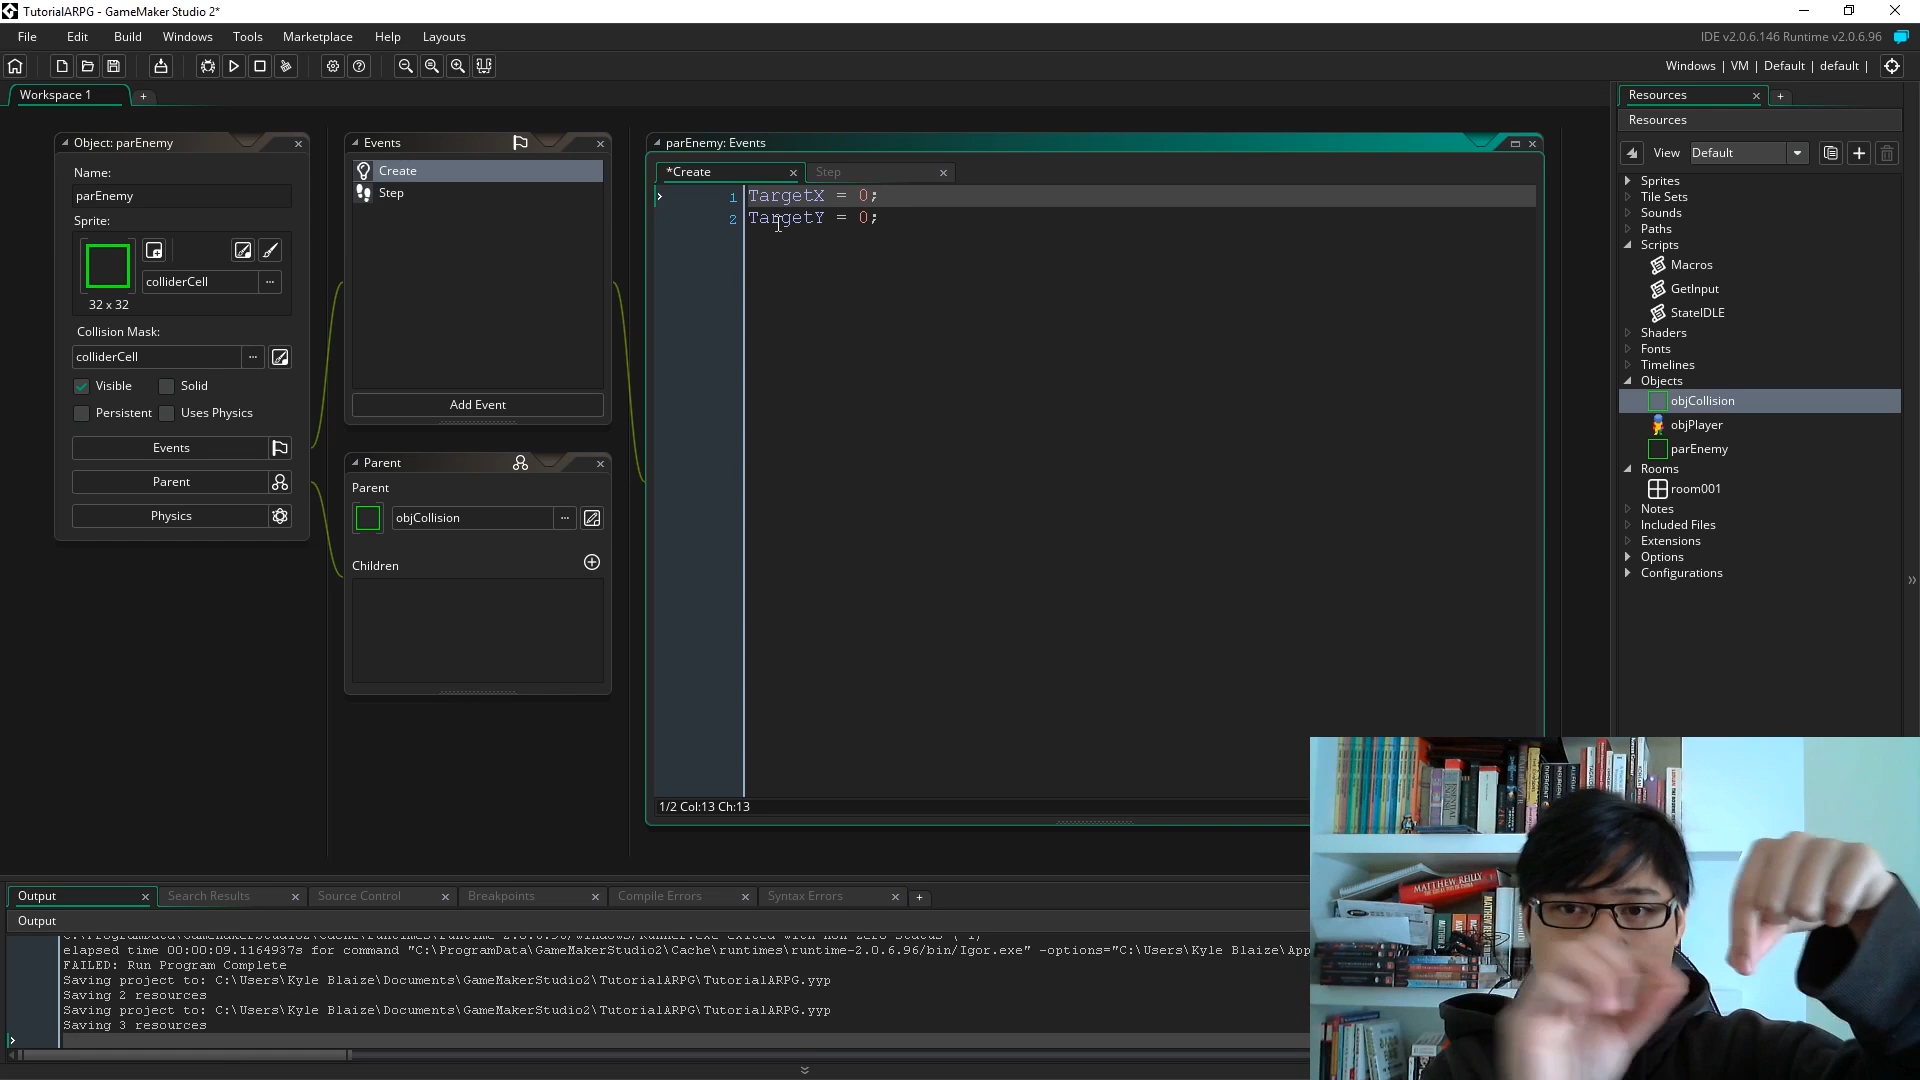 TutorialARPG - GameMaker Studio 2*
File Edit Build Windows Tools Marketplace Help Layouts
IDE v2.0.6.146 Runtime v2.0.6.96
Windows | VM | Default | default |
Workspace 1
Object: parEnemy
Name:
parEnemy
Sprite:
colliderCell
32 x 32
Collision Mask:
colliderCell
Visible Solid
Persistent Uses Physics
Events
Parent
Physics
Events
Create
Step
Add Event
Parent
Parent
objCollision
Children
parEnemy: Events
*Create Step
1 TargetX = 0;
2 TargetY = 0;
1/2 Col:13 Ch:13
Resources
Resources
View Default
Sprites
Tile Sets
Sounds
Paths
Scripts
Macros
GetInput
StateIDLE
Shaders
Fonts
Timelines
Objects
objCollision
objPlayer
parEnemy
Rooms
room001
Notes
Included Files
Extensions
Options
Configurations
Output Search Results Source Control Breakpoints Compile Errors Syntax Errors
Output
elapsed time 00:00:09.1164937s for command "C:\ProgramData\GameMakerStudio2\Cache\runtimes\runtime-2.0.6.96/bin/Igor.exe" -options="C:\Users\Kyle Blaize\App
FAILED: Run Program Complete
Saving project to: C:\Users\Kyle Blaize\Documents\GameMakerStudio2\TutorialARPG\TutorialARPG.yyp
Saving 2 resources
Saving project to: C:\Users\Kyle Blaize\Documents\GameMakerStudio2\TutorialARPG\TutorialARPG.yyp
Saving 3 resources
MATTHEW REILLY